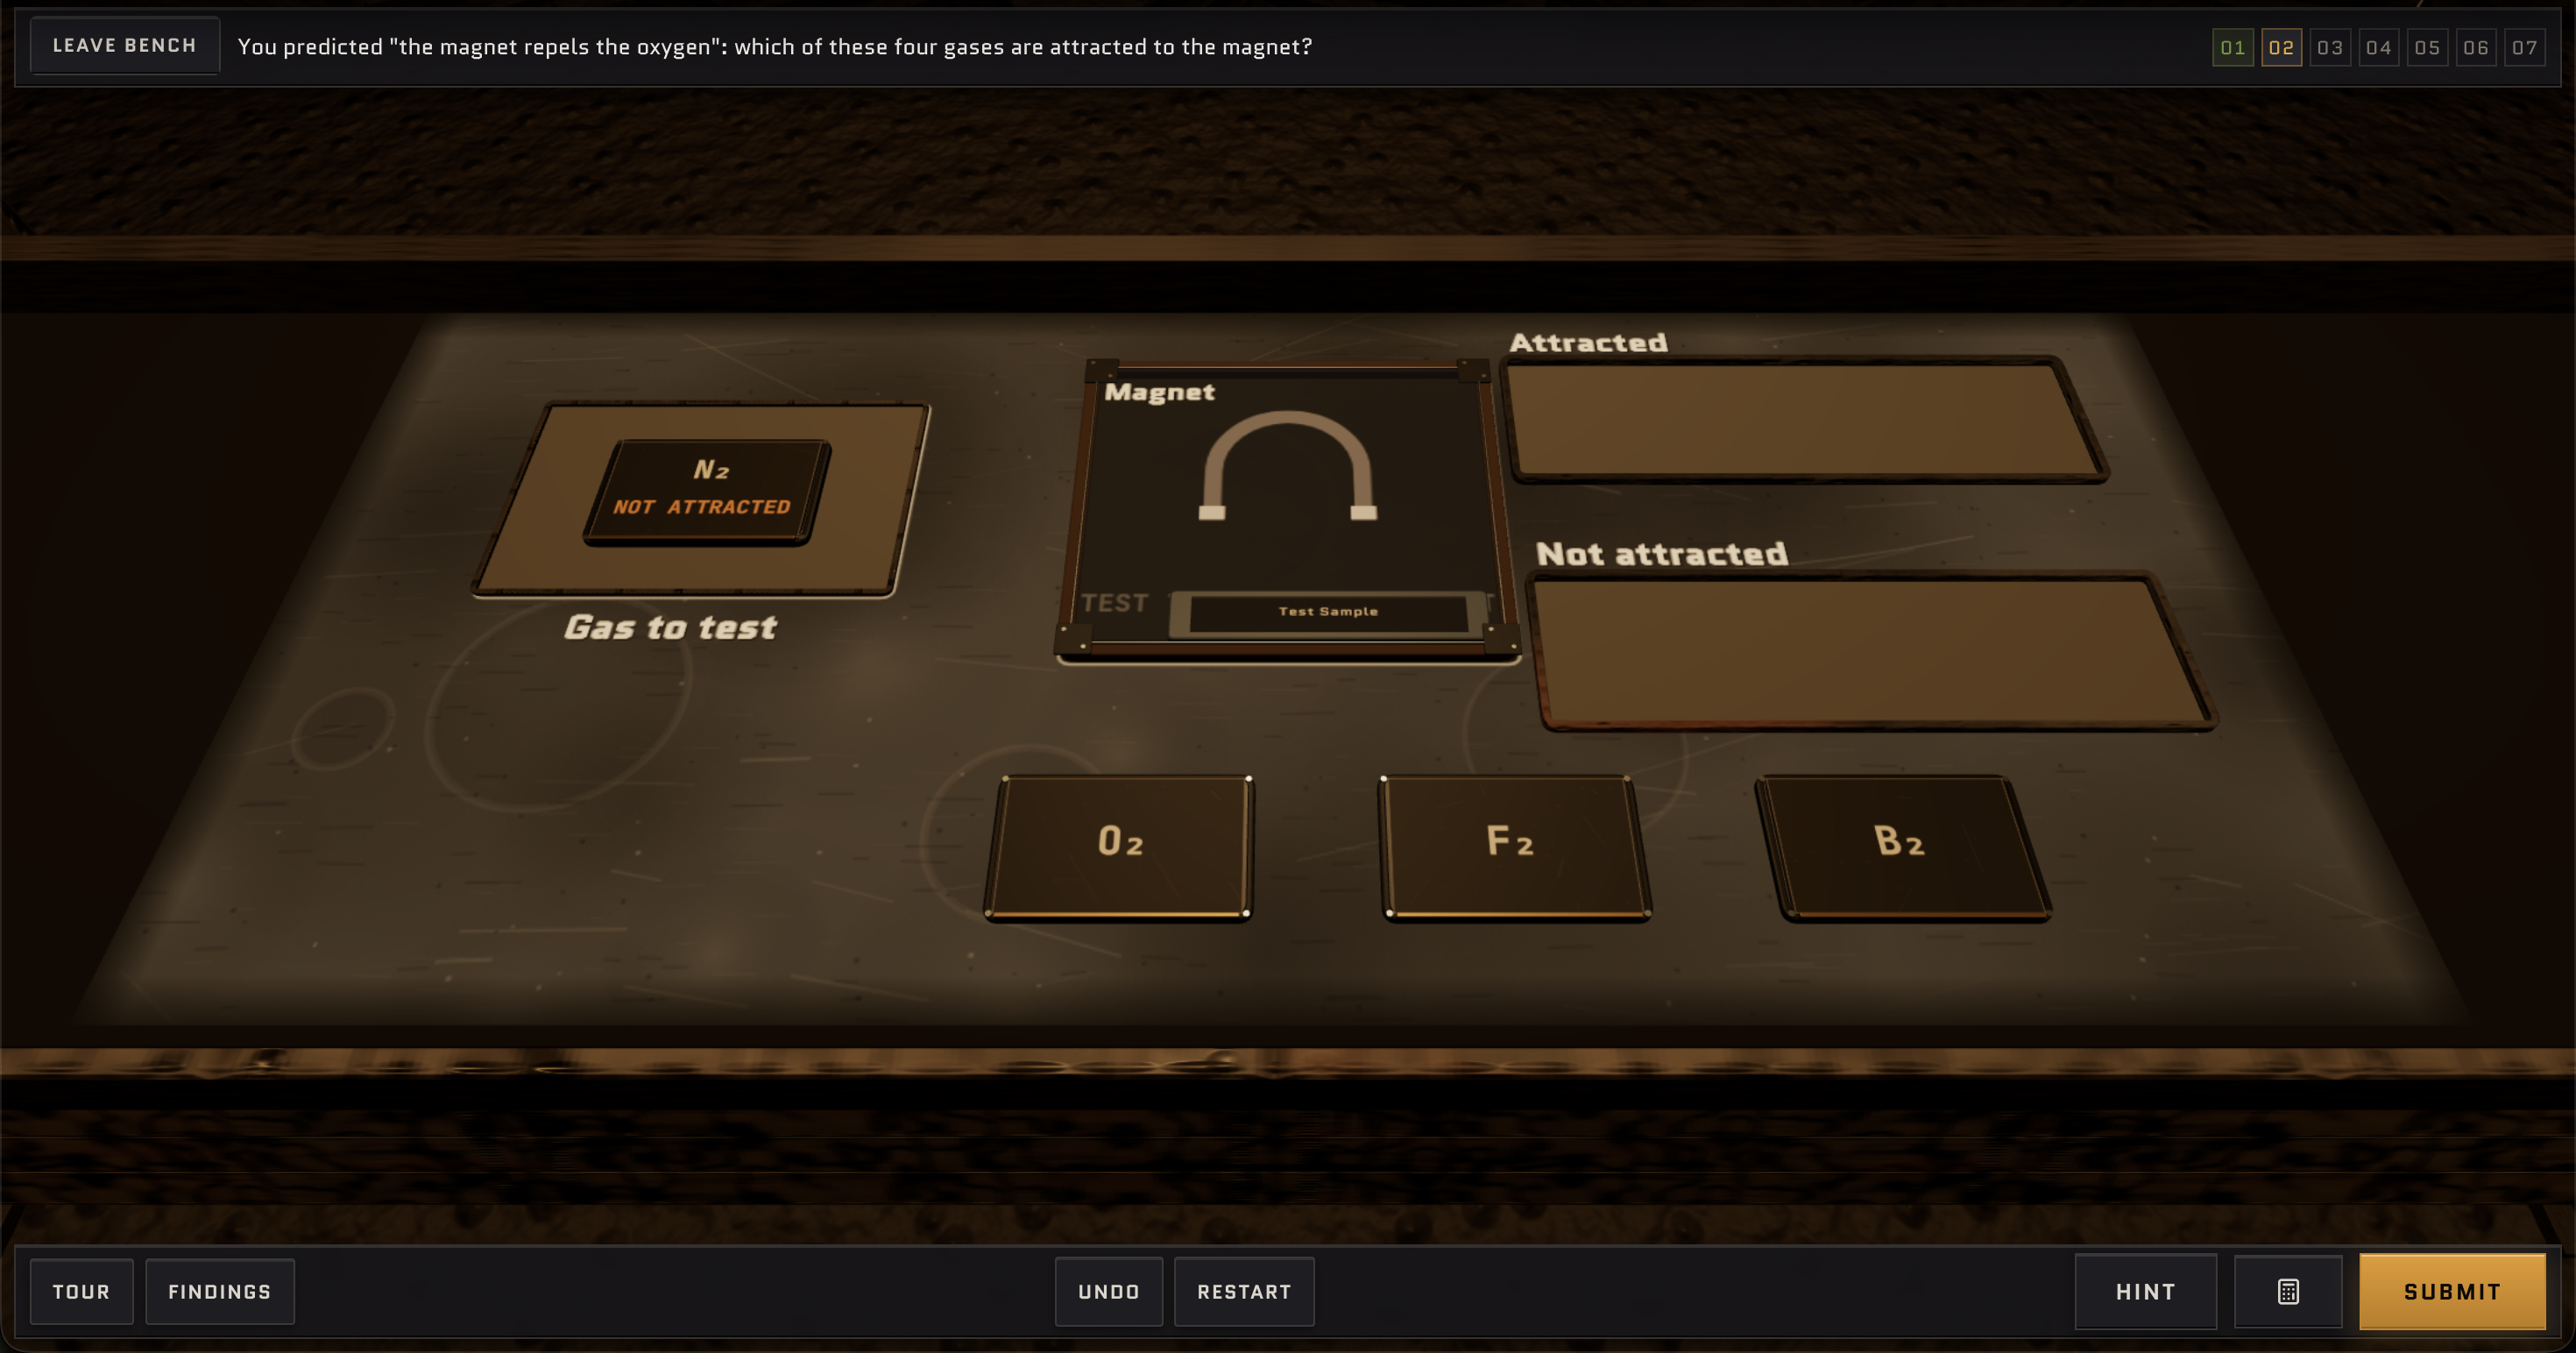 LEAVE BENCH
You predicted "the magnet repels the oxygen": which of these four gases are attracted to the magnet?
01 02 03 04 05 06 07
Attracted
Magnet
N₂
NOT ATTRACTED
Not attracted
TEST
Test Sample
Gas to test
O₂
F₂
B₂
TOUR
FINDINGS
UNDO
RESTART
HINT
SUBMIT